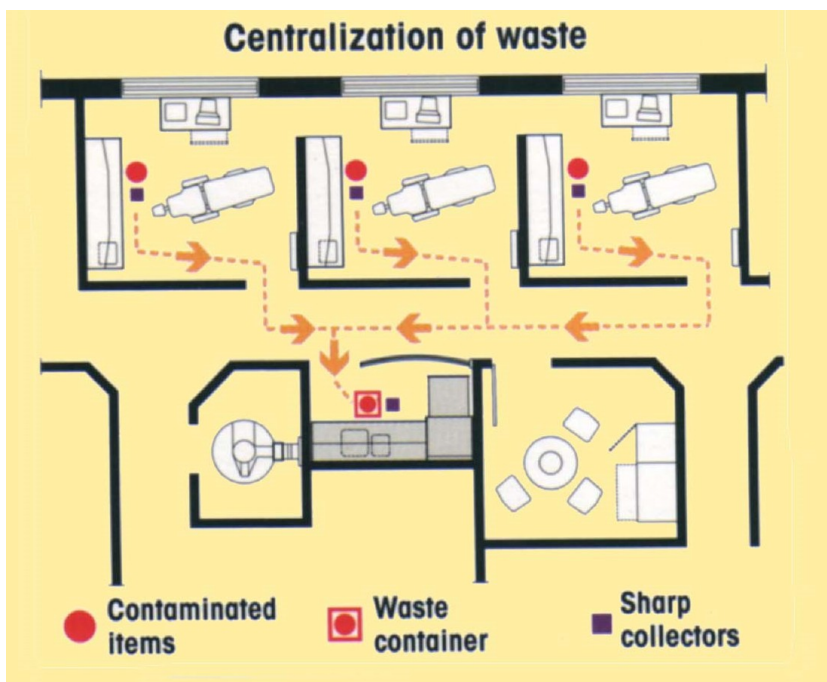 Centralization of waste
Contaminated
items
Waste
container
Sharp
collectors